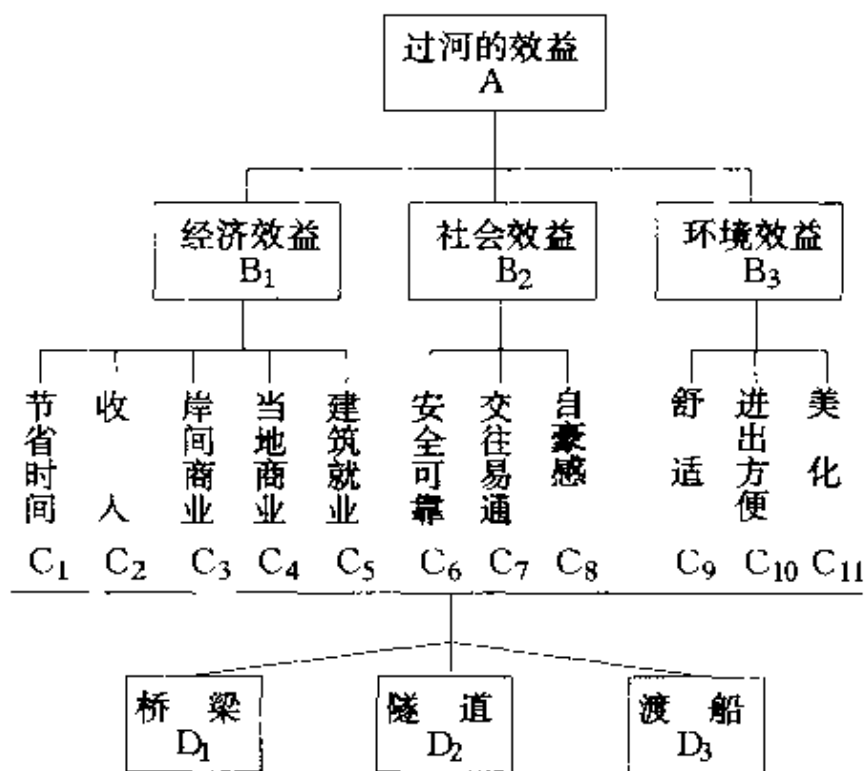 过河的效益
A
经济效益
B₁
社会效益
B₂
环境效益
B₃
节省时间
收人
岸间商业
当地商业
建筑就业
安全可靠
交往易通
自豪感
舒适
进出方便
美化
C₁ C₂ C₃ C₄ C₅ C₆ C₇ C₈ C₉ C₁₀ C₁₁
桥 梁
D₁
隧 道
D₂
渡 船
D₃